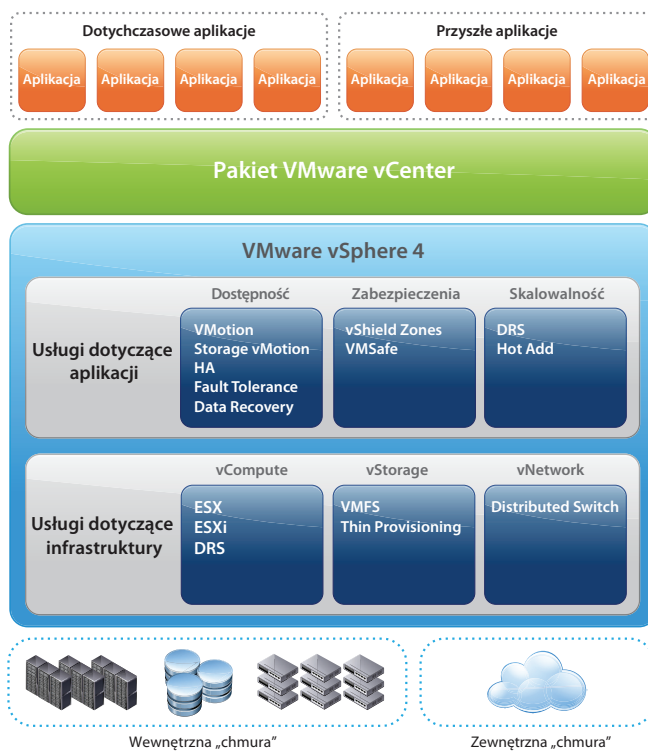 Dotychczasowe aplikacje
Przyszłe aplikacje
Aplikacja
Aplikacja
Aplikacja
Aplikacja
Aplikacja
Aplikacja
Aplikacja
Aplikacja
Pakiet VMware vCenter
VMware vSphere 4
Usługi dotyczące
aplikacji
Dostępność
VMotion
Storage vMotion
HA
Fault Tolerance
Data Recovery
Zabezpieczenia
vShield Zones
VMSafe
Skalowalność
DRS
Hot Add
Usługi dotyczące
infrastruktury
vCompute
ESX
ESXi
DRS
vStorage
VMFS
Thin Provisioning
vNetwork
Distributed Switch
Wewnętrzna „chmura”
Zewnętrzna „chmura”